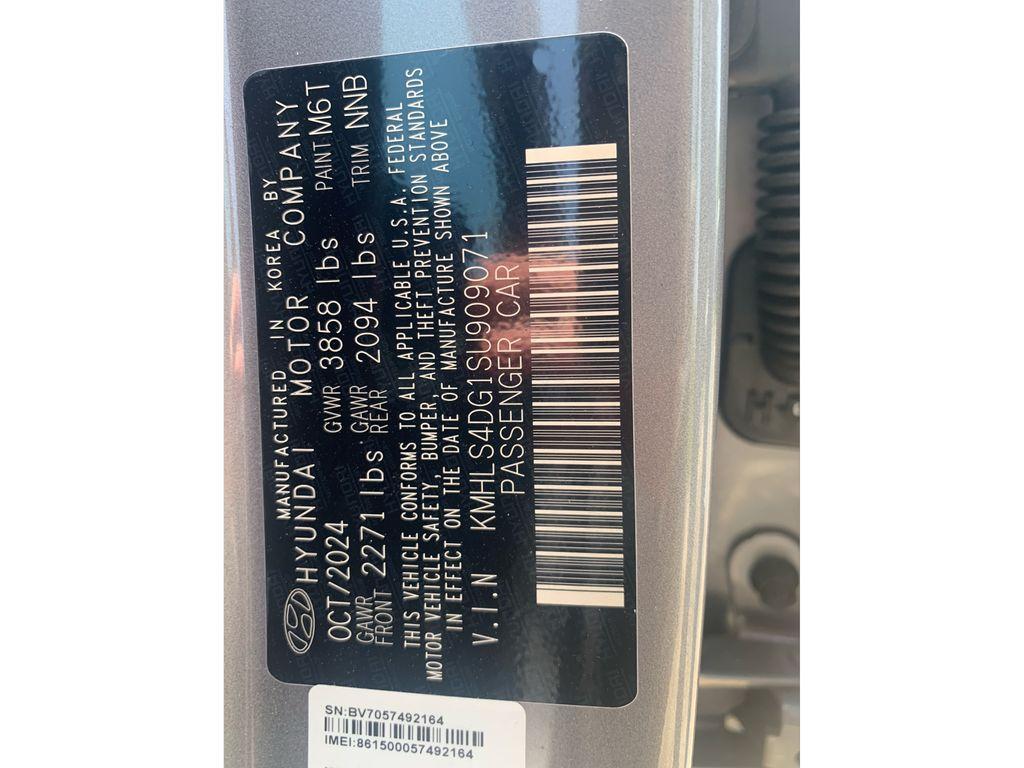 MANUFACTURED IN KOREA BY
HYUNDAI MOTOR COMPANY
OCT/2024 GVWR 3858 lbs PAINT M6T
GAWR FRONT 2271 lbs GAWR REAR 2094 lbs TRIM NNB
THIS VEHICLE CONFORMS TO ALL APPLICABLE U.S.A. FEDERAL
MOTOR VEHICLE SAFETY, BUMPER, AND THEFT PREVENTION STANDARDS
IN EFFECT ON THE DATE OF MANUFACTURE SHOWN ABOVE
V.I.N KMHLS4DG1SU909071
PASSENGER CAR
SN:BV7057492164
IMEI:861500057492164